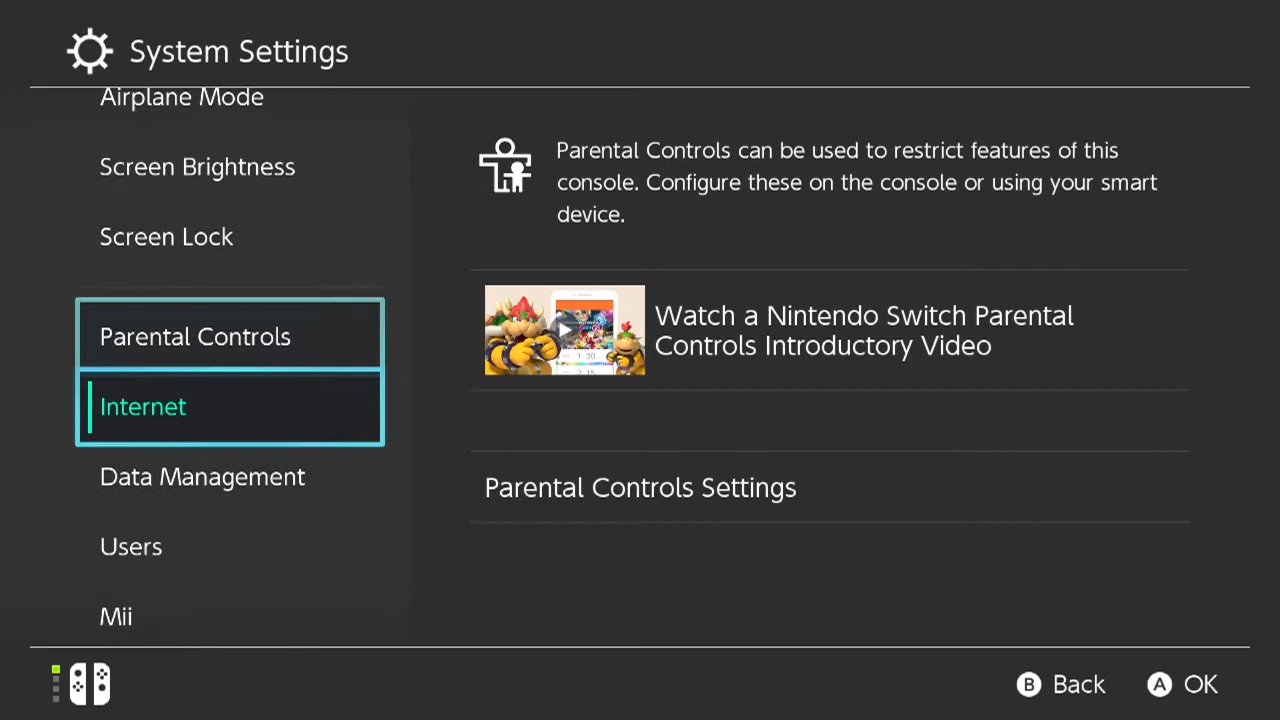 System Settings
Airplane Mode
Screen Brightness
Screen Lock
Parental Controls
Internet
Data Management
Users
Mii
Parental Controls can be used to restrict features of this
console. Configure these on the console or using your smart
device.
Watch a Nintendo Switch Parental
Controls Introductory Video
Parental Controls Settings
B Back
A OK